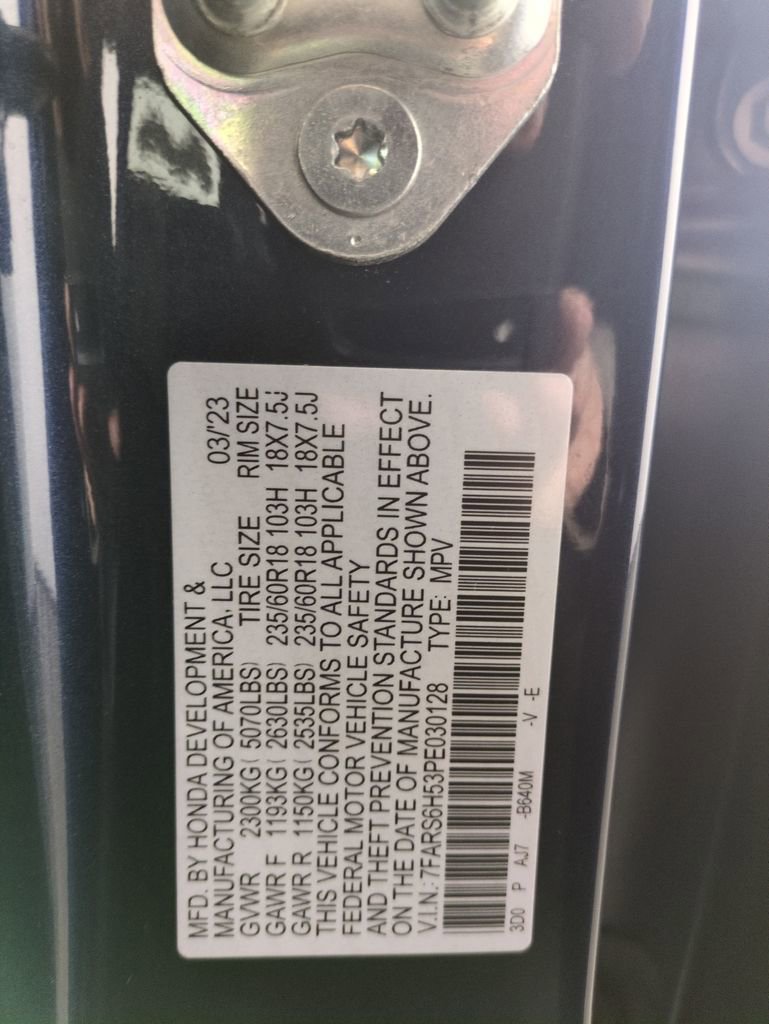 MFD. BY HONDA DEVELOPMENT &
MANUFACTURING OF AMERICA, LLC 03/'23
GVWR 2300KG( 5070LBS) TIRE SIZE RIM SIZE
GAWR F 1193KG( 2630LBS) 235/60R18 103H 18X7.5J
GAWR R 1150KG( 2535LBS) 235/60R18 103H 18X7.5J
THIS VEHICLE CONFORMS TO ALL APPLICABLE
FEDERAL MOTOR VEHICLE SAFETY
AND THEFT PREVENTION STANDARDS IN EFFECT
ON THE DATE OF MANUFACTURE SHOWN ABOVE.
V.I.N.: 7FARS6H53PE030128 TYPE: MPV
3D0 P AJ7 -B640M -V -E